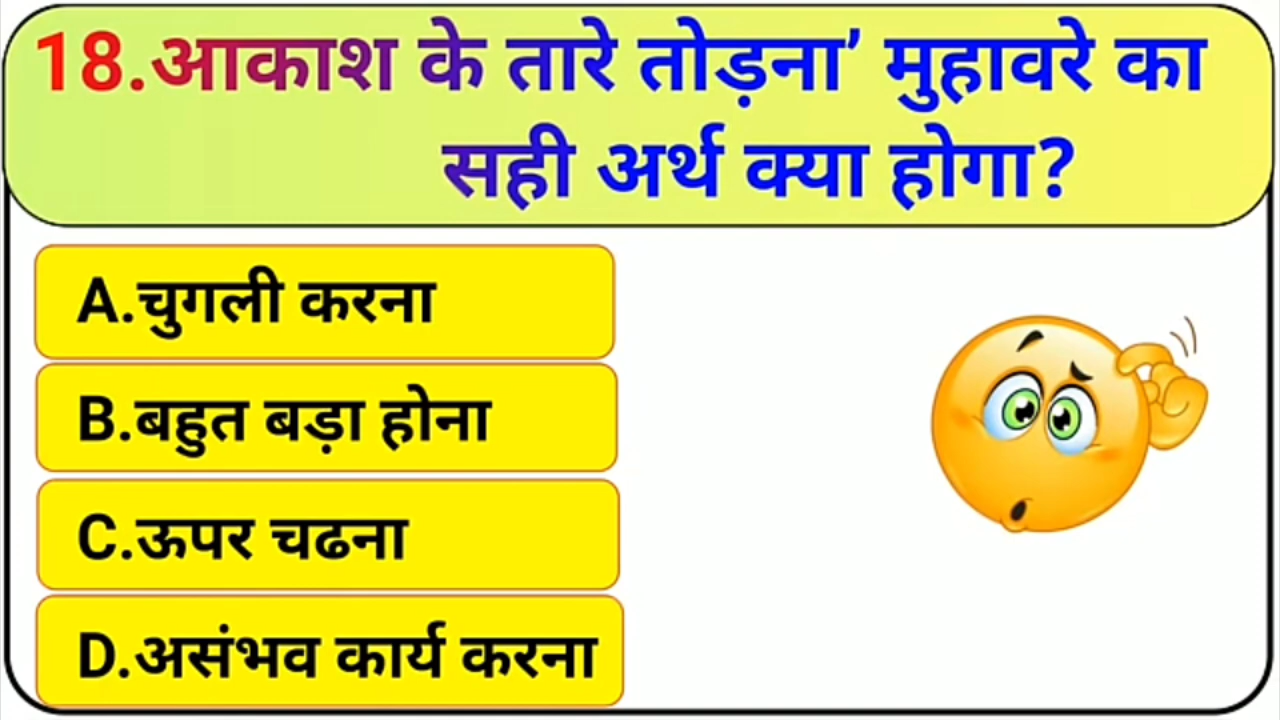 18.आकाश के तारे तोड़ना’ मुहावरे का
सही अर्थ क्या होगा?
A.चुगली करना
B.बहुत बड़ा होना
C.ऊपर चढना
D.असंभव कार्य करना